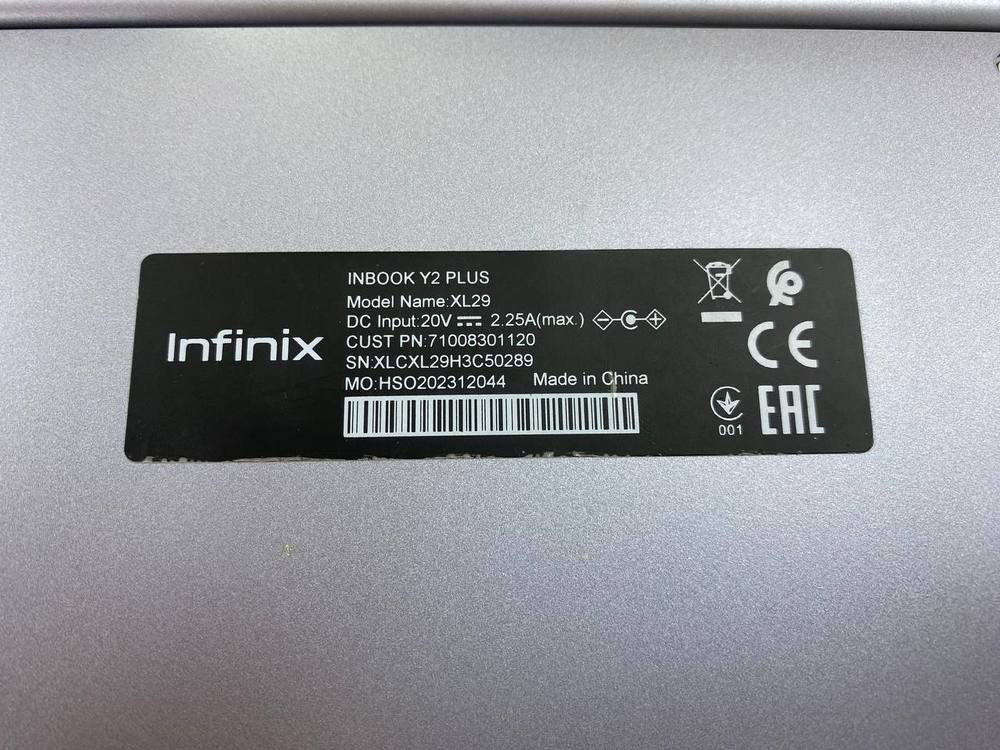 Infinix
INBOOK Y2 PLUS
Model Name:XL29
DC Input:20V 2.25A(max.)
CUST PN:71008301120
SN:XLCXL29H3C50289
MO:HSO202312044 Made in China
CE
001
EAC